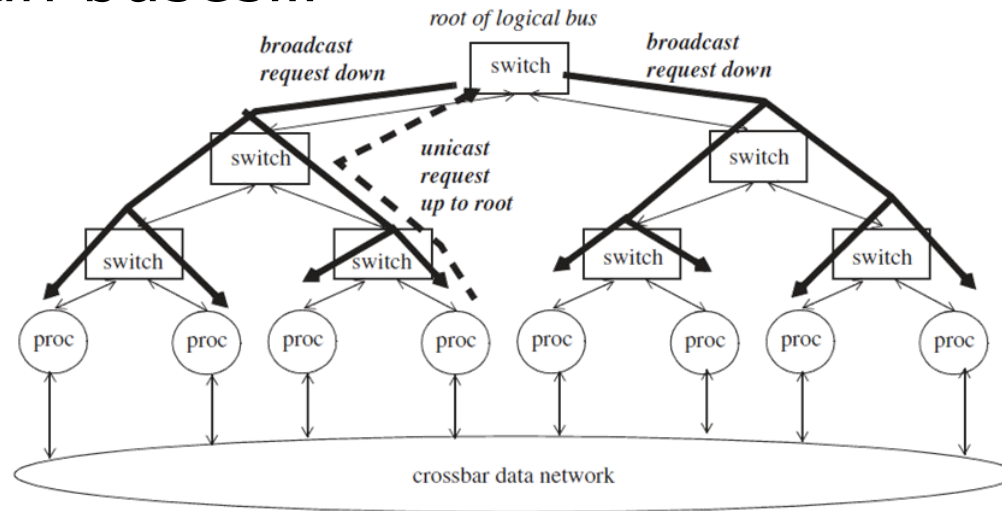 root of logical bus
broadcast
request down
switch
broadcast
request down
switch
unicast
request
up to root
switch
switch
switch
switch
switch
proc
proc
proc
proc
proc
proc
proc
proc
crossbar data network